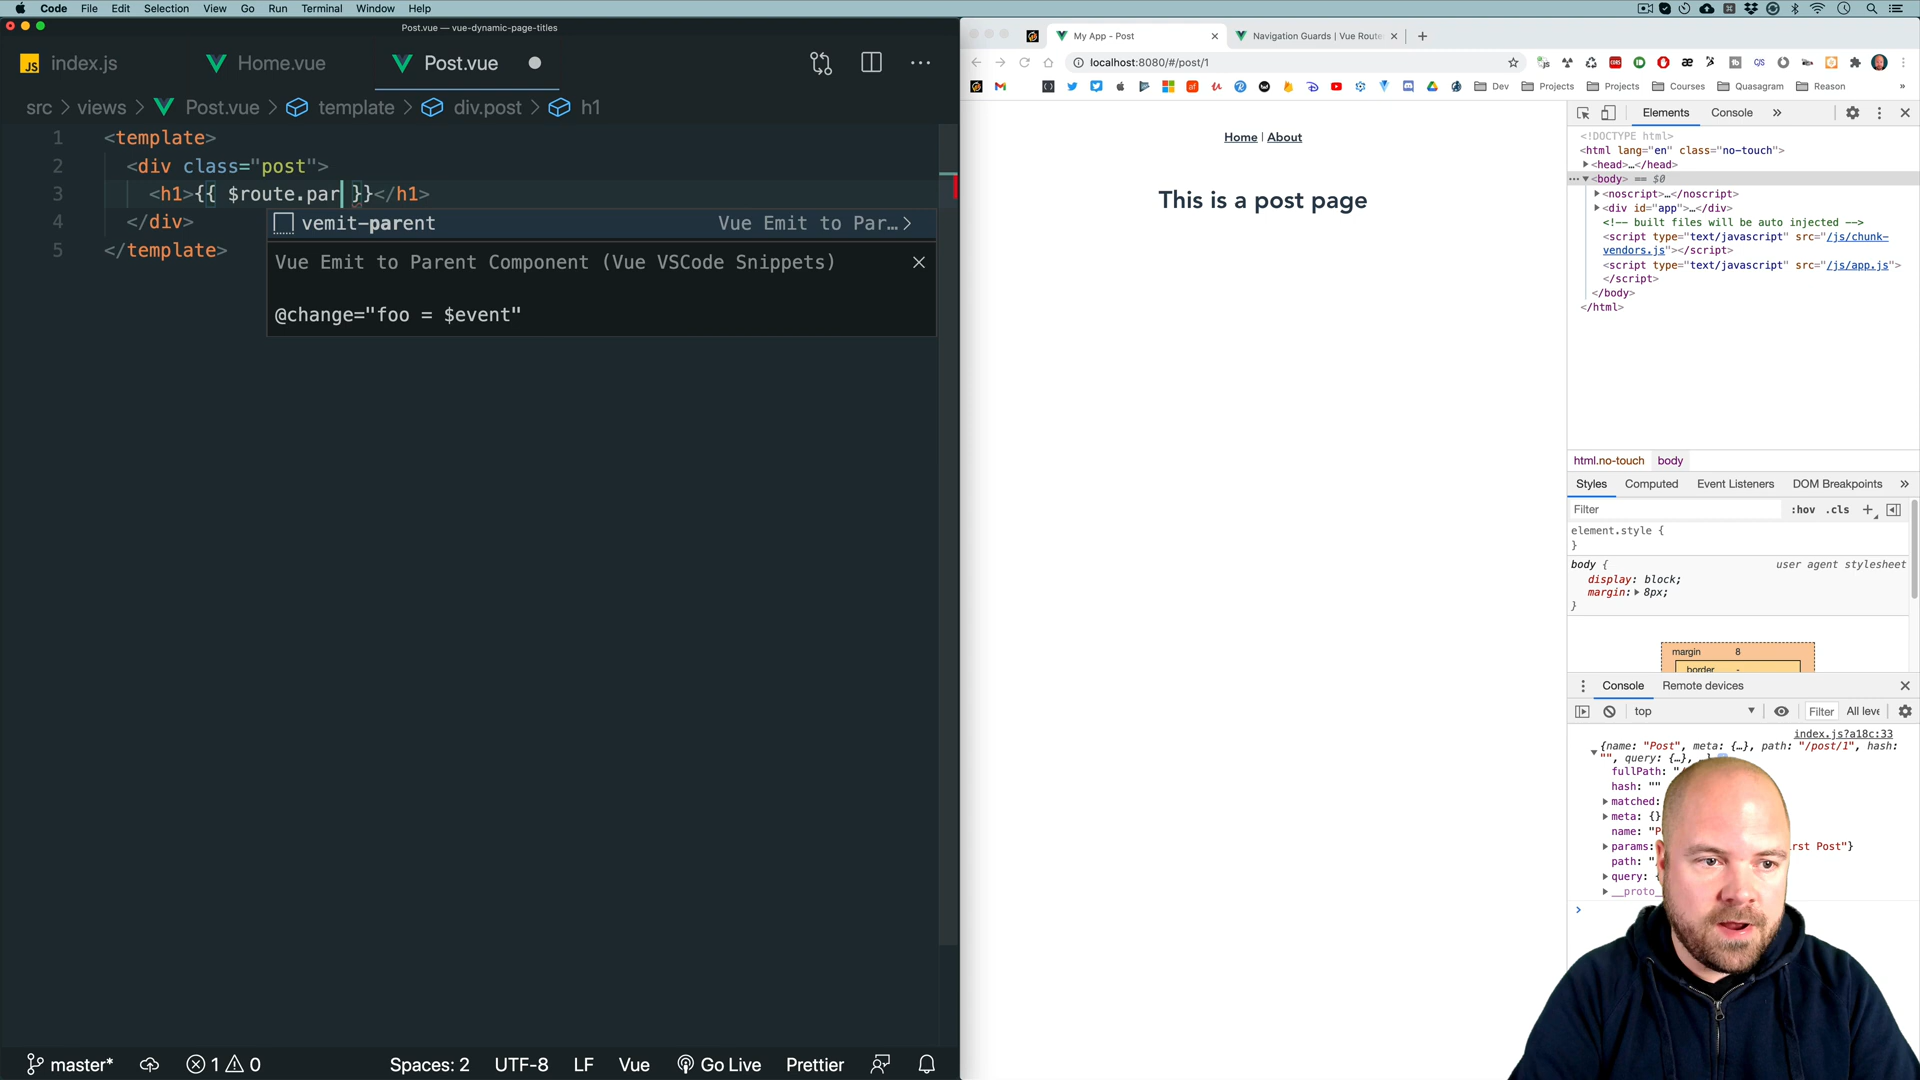 Code File Edit Selection View Go Run Terminal Window Help
Post.vue — vue-dynamic-page-titles
JS index.js Home.vue Post.vue
src > views > Post.vue > template > div.post > h1
1 <template>
2 <div class="post">
3 <h1>{{ $route.par }}</h1>
4 </div>
5 </template>
vemit-parent Vue Emit to Par…
Vue Emit to Parent Component (Vue VSCode Snippets)
@change="foo = $event"
master* 1 0 Spaces: 2 UTF-8 LF Vue Go Live Prettier
My App - Post
Navigation Guards | Vue Route
localhost:8080/#/post/1
Dev Projects Projects Courses Quasagram Reason »
Home | About
This is a post page
Elements Console »
<!DOCTYPE html>
<html lang="en" class="no-touch">
<head>…</head>
<body> == $0
<noscript>…</noscript>
<div id="app">…</div>
<!-- built files will be auto injected -->
<script type="text/javascript" src="/js/chunk-
vendors.js"></script>
<script type="text/javascript" src="/js/app.js">
</script>
</body>
</html>
html.no-touch body
Styles Computed Event Listeners DOM Breakpoints »
Filter :hov .cls +
element.style {
}
body { user agent stylesheet
display: block;
margin: 8px;
}
margin 8
border -
Console Remote devices
top Filter All leve
index.js?a18c:33
{name: "Post", meta: {…}, path: "/post/1", hash:
"", query: {…}, …}
fullPath: "/
hash: ""
matched:
meta: {}
name: "P
params: rst Post"}
path: "/
query: {
__proto_
>